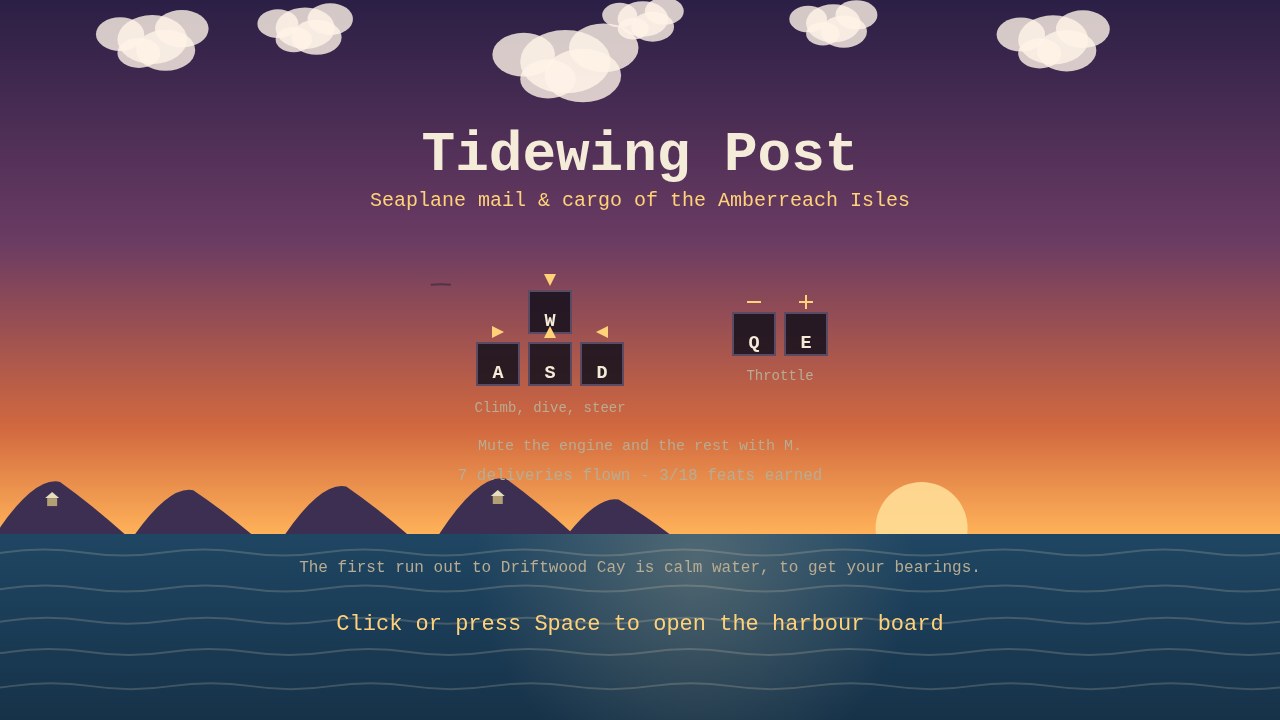 Tidewing Post
Seaplane mail & cargo of the Amberreach Isles
W
A S D
Q E
Throttle
Climb, dive, steer
Mute the engine and the rest with M.
7 deliveries flown - 3/18 feats earned
The first run out to Driftwood Cay is calm water, to get your bearings.
Click or press Space to open the harbour board